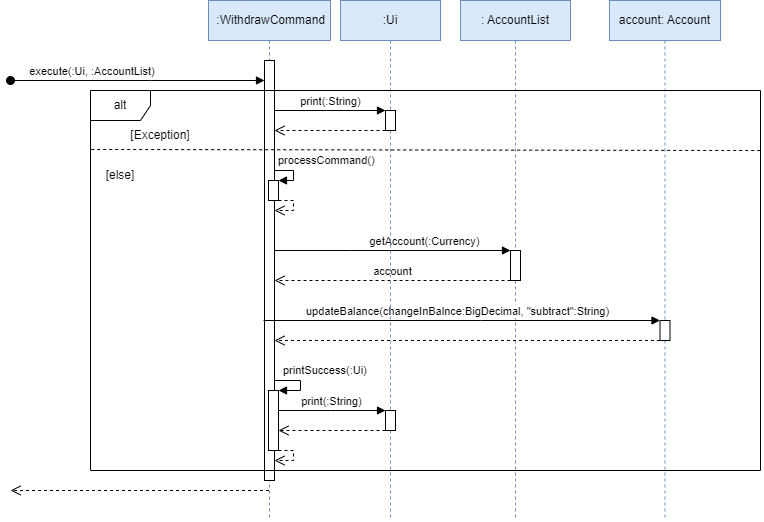 :WithdrawCommand
:Ui
: AccountList
account: Account
execute(:Ui, :AccountList)
alt
print(:String)
[Exception]
processCommand()
[else]
getAccount(:Currency)
account
updateBalance(changeInBalnce:BigDecimal, "subtract":String)
printSuccess(:Ui)
print(:String)